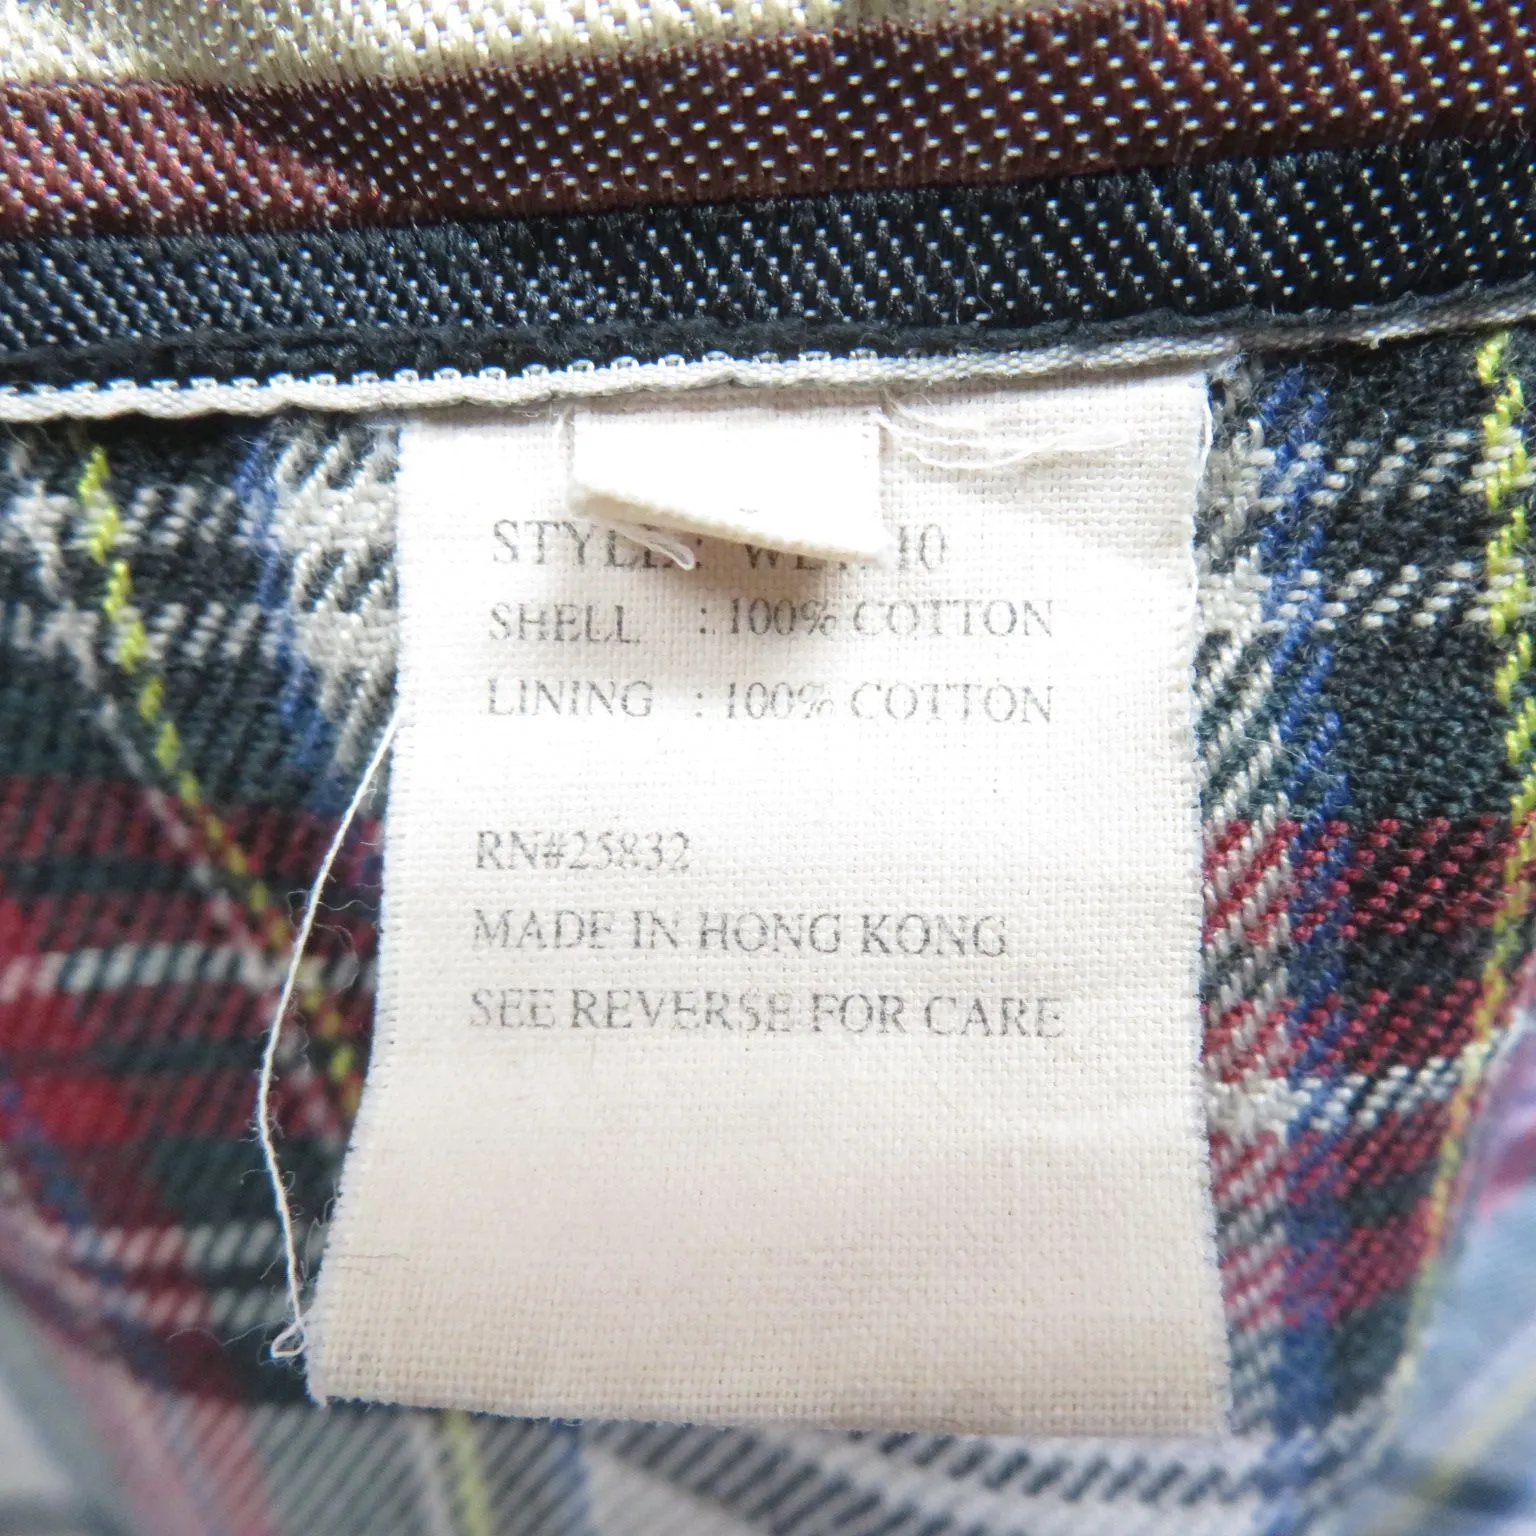 STYLE:
SHELL : 100% COTTON
LINING : 100% COTTON
RN#25832
MADE IN HONG KONG
SEE REVERSE FOR CARE